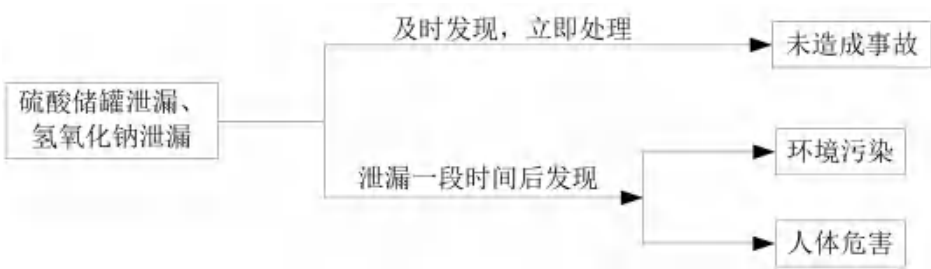 及时发现，立即处理
未造成事故
硫酸储罐泄漏、
氢氧化钠泄漏
环境污染
泄漏一段时间后发现
人体危害